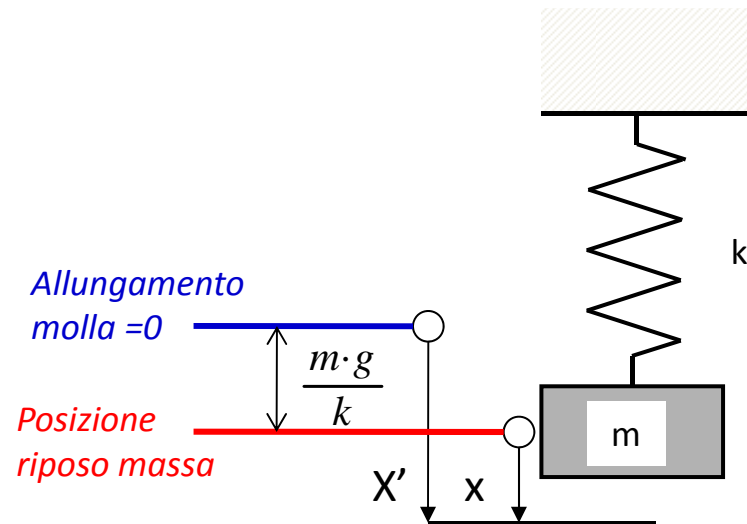 k
Allungamento
molla =0
m·g
k
Posizione
riposo massa
m
X’ x